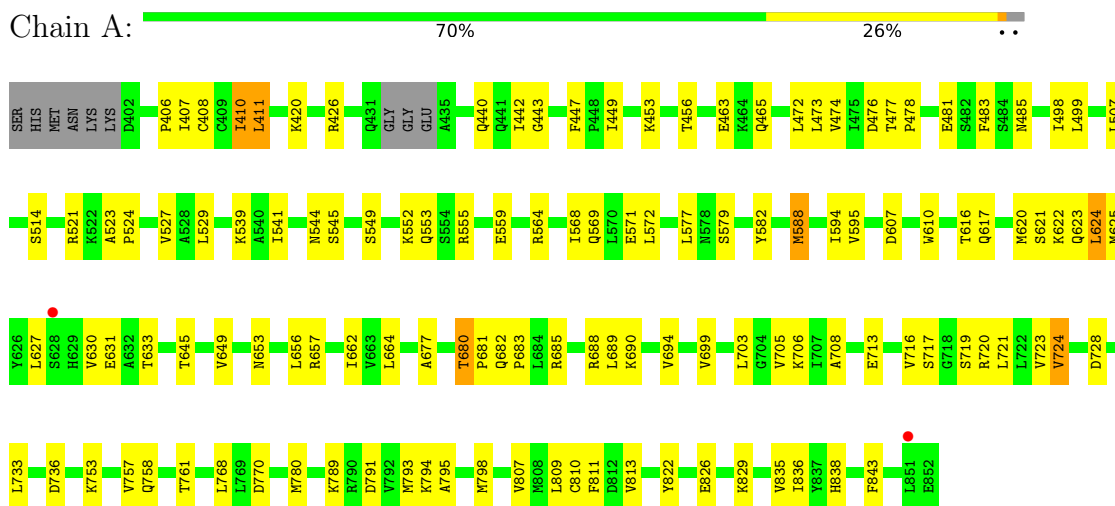 Chain A:
70% 26% • •
SER HIS MET ASN LYS LYS D402 P406 I407 C408 C409 I410 L411 K420 R426 Q431 GLY GLY GLU A435 Q440 Q441 I442 G443 F447 P448 I449 K453 T456 E463 K464 Q465 L472 L473 V474 I475 D476 T477 P478 E481 S482 F483 S484 N485 I498 L499
S514 R521 K522 A523 P524 V527 A528 L529 K539 A540 I541 N544 S545 S549 K552 Q553 S554 R555 E559 R564 I568 Q569 L570 E571 L572 L577 N578 S579 Y582 M588 I594 V595 D607 W610 T616 Q617 M620 S621 K622 Q623 L624 M625
Y626 L627 S628 H629 V630 E631 A632 T633 T645 V649 N653 L656 R657 I662 V663 L664 A677 T680 P681 Q682 P683 L684 R685 R688 L689 K690 V694 V699 L703 G704 V705 K706 I707 A708 E713 V716 S717 G718 S719 R720 L721 L722 V723 V724 D728
L733 D736 K753 V757 Q758 T761 L768 L769 D770 M780 K789 R790 D791 V792 M793 K794 A795 M798 V807 M808 L809 C810 F811 D812 V813 Y822 E826 K829 V835 I836 Y837 H838 F843 L851 E852